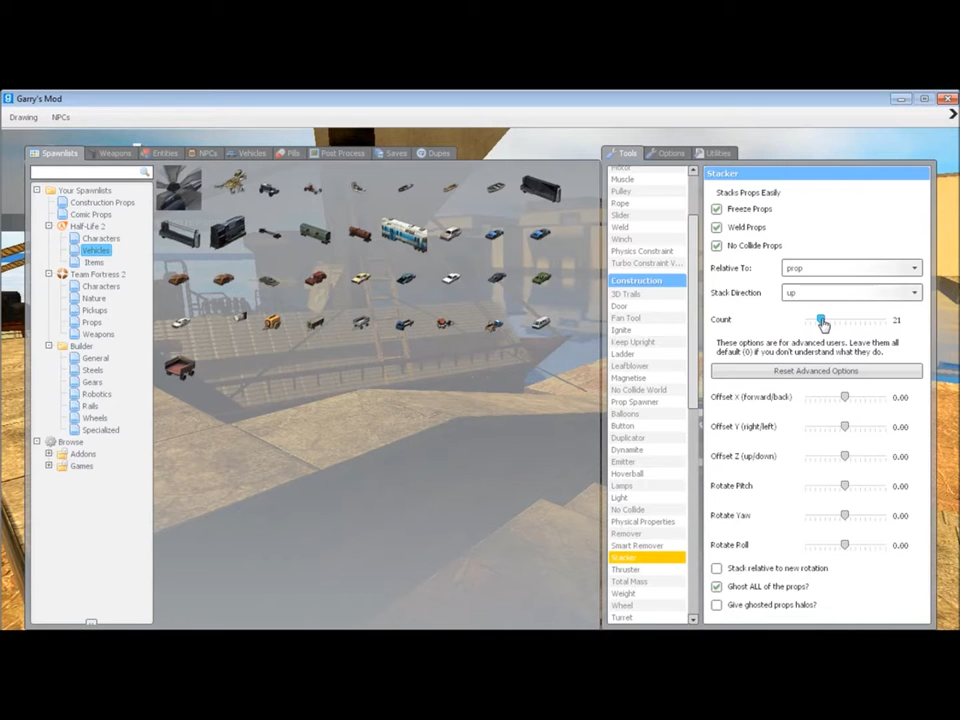 Garry's Mod
Drawing NPCs
Spawnlists Weapons Entities NPCs Vehicles Pills Post Process Saves Dupes
Your Spawnlists
Construction Props
Comic Props
Half-Life 2
Characters
Vehicles
Items
Team Fortress 2
Characters
Nature
Pickups
Props
Weapons
Builder
General
Steels
Gears
Robotics
Rails
Wheels
Specialized
Browse
Addons
Games
Tools Options Utilities
Motor
Muscle
Pulley
Rope
Slider
Weld
Winch
Physics Constraint
Turbo Constraint V...
Construction
3D Trails
Door
Fan Tool
Ignite
Keep Upright
Ladder
Leafblower
Magnetise
No Collide World
Prop Spawner
Balloons
Button
Duplicator
Dynamite
Emitter
Hoverball
Lamps
Light
No Collide
Physical Properties
Remover
Smart Remover
Stacker
Thruster
Total Mass
Weight
Wheel
Turret
Stacker
Stacks Props Easily
Freeze Props
Weld Props
No Collide Props
Relative To: prop
Stack Direction up
Count 21
These options are for advanced users. Leave them all
default (0) if you don't understand what they do.
Reset Advanced Options
Offset X (forward/back) 0.00
Offset Y (right/left) 0.00
Offset Z (up/down) 0.00
Rotate Pitch 0.00
Rotate Yaw 0.00
Rotate Roll 0.00
Stack relative to new rotation
Ghost ALL of the props?
Give ghosted props halos?